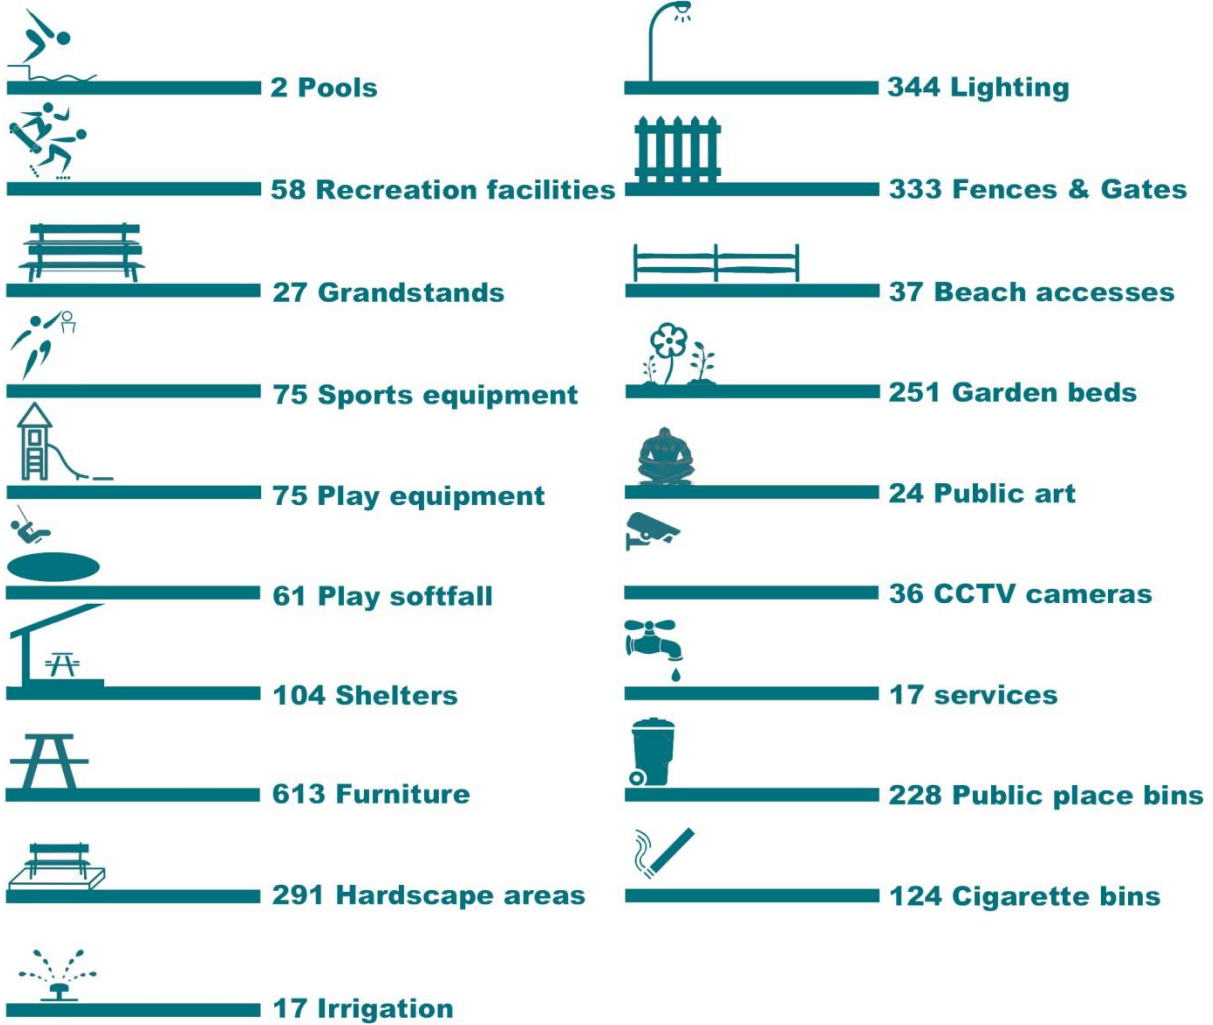 2 Pools
58 Recreation facilities
27 Grandstands
75 Sports equipment
75 Play equipment
61 Play softfall
104 Shelters
613 Furniture
291 Hardscape areas
17 Irrigation
344 Lighting
333 Fences & Gates
37 Beach accesses
251 Garden beds
24 Public art
36 CCTV cameras
17 services
228 Public place bins
124 Cigarette bins